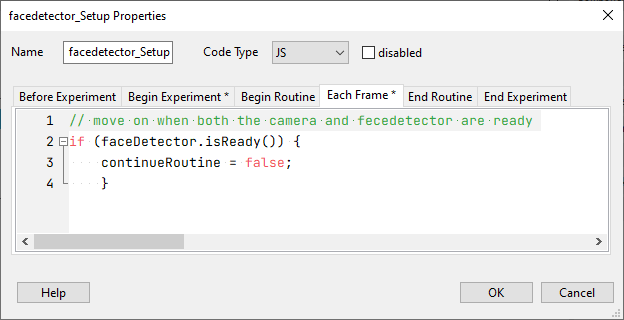 facedetector_Setup Properties
Name facedetector_Setup Code Type JS disabled
Before Experiment Begin Experiment * Begin Routine Each Frame * End Routine End Experiment
1 // move on when both the camera and fecedetector are ready
2 if (faceDetector.isReady()) {
3 continueRoutine = false;
4 }
Help OK Cancel